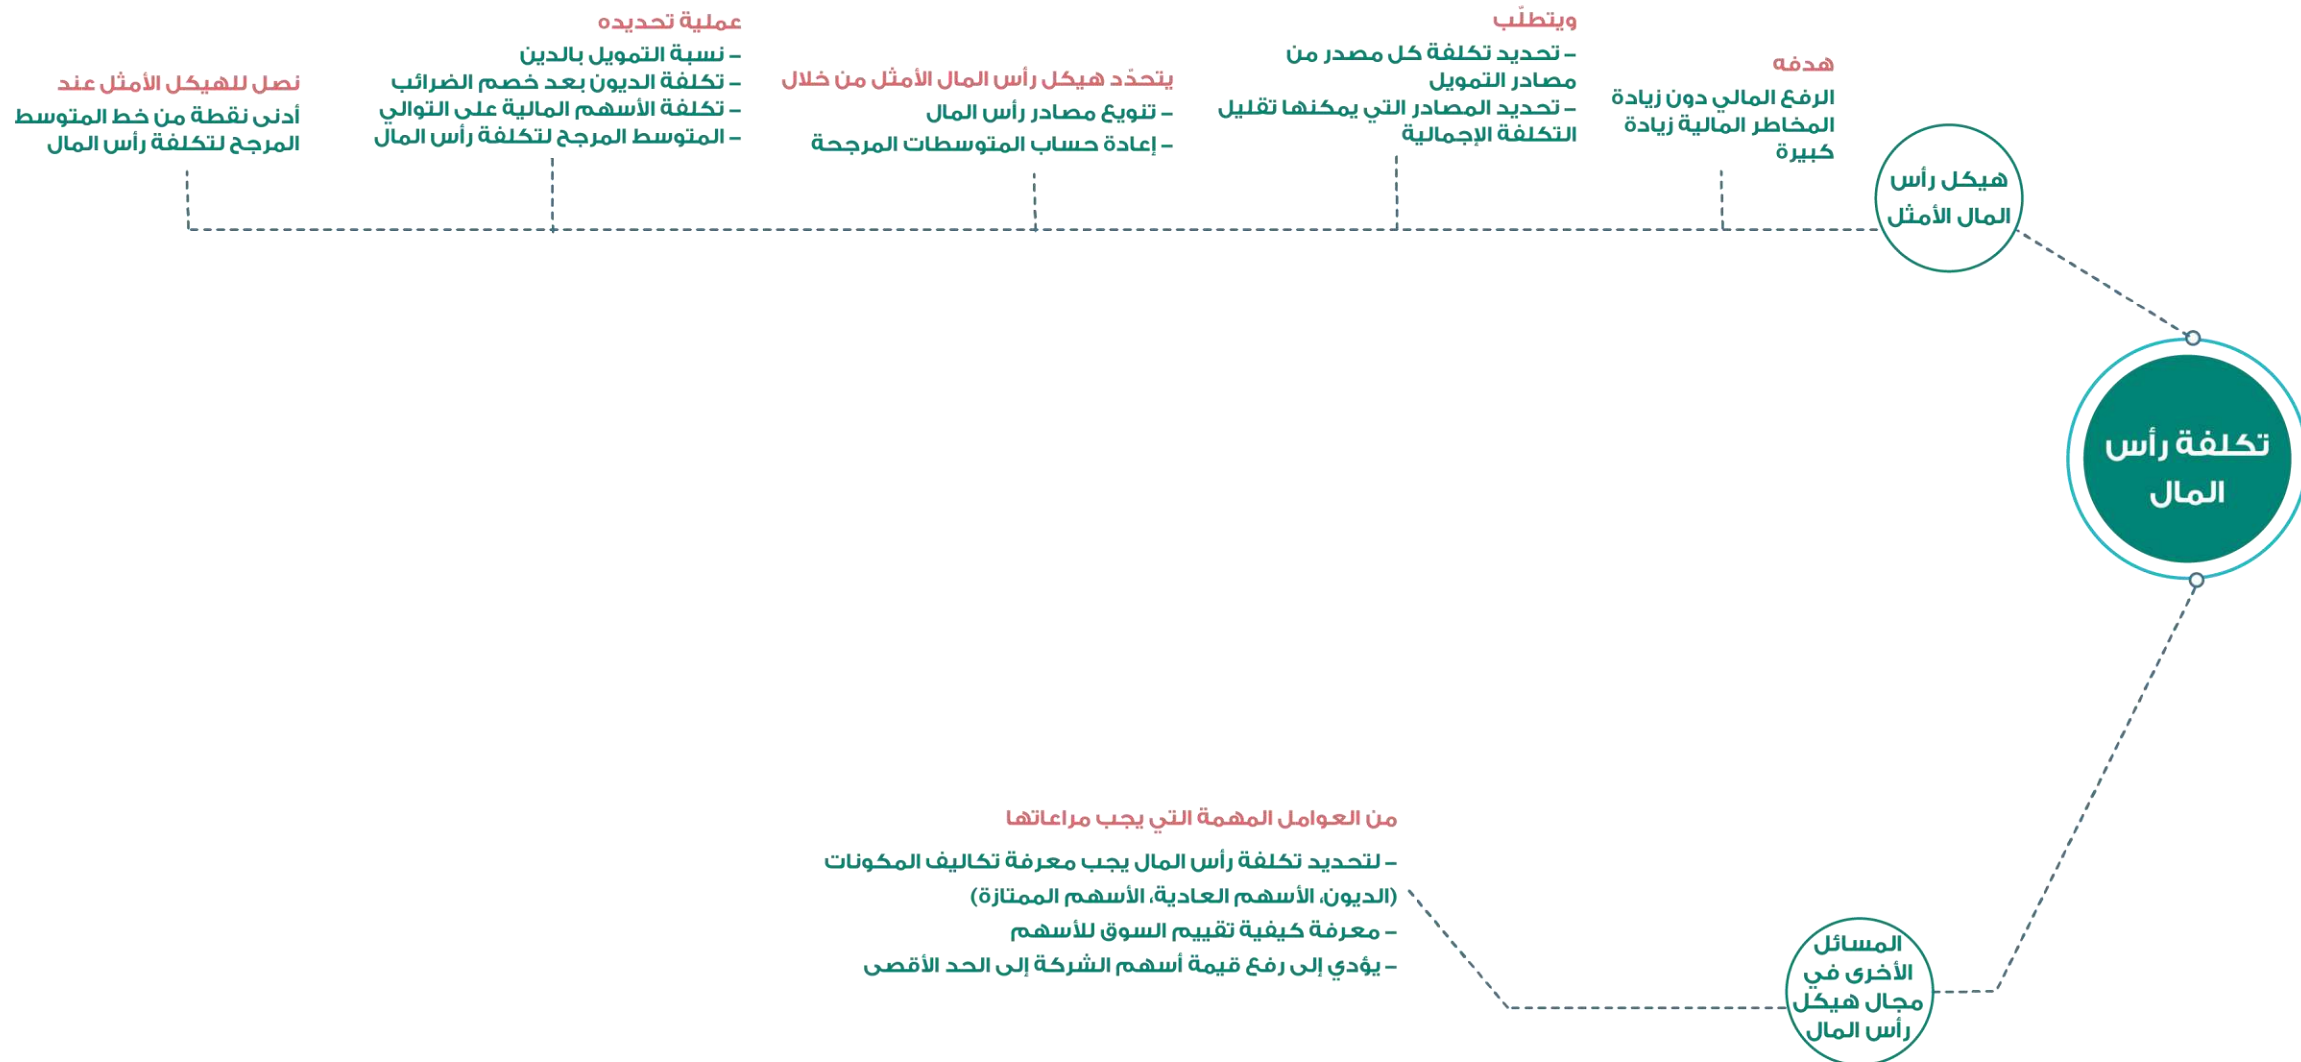 تكلفة رأس
المال
هيكل رأس
المال الأمثل
هدفه
الرفع المالي دون زيادة
المخاطر المالية زيادة
كبيرة
ويتطلّب
– تحديد تكلفة كل مصدر من
مصادر التمويل
– تحديد المصادر التي يمكنها تقليل
التكلفة الإجمالية
يتحدّد هيكل رأس المال الأمثل من خلال
– تنويع مصادر رأس المال
– إعادة حساب المتوسطات المرجحة
عملية تحديده
– نسبة التمويل بالدين
– تكلفة الديون بعد خصم الضرائب
– تكلفة الأسهم المالية على التوالي
– المتوسط المرجح لتكلفة رأس المال
نصل للهيكل الأمثل عند
أدنى نقطة من خط المتوسط
المرجح لتكلفة رأس المال
المسائل
الأخرى في
مجال هيكل
رأس المال
من العوامل المهمة التي يجب مراعاتها
– لتحديد تكلفة رأس المال يجب معرفة تكاليف المكونات
(الديون، الأسهم العادية، الأسهم الممتازة)
– معرفة كيفية تقييم السوق للأسهم
– يؤدي إلى رفع قيمة أسهم الشركة إلى الحد الأقصى